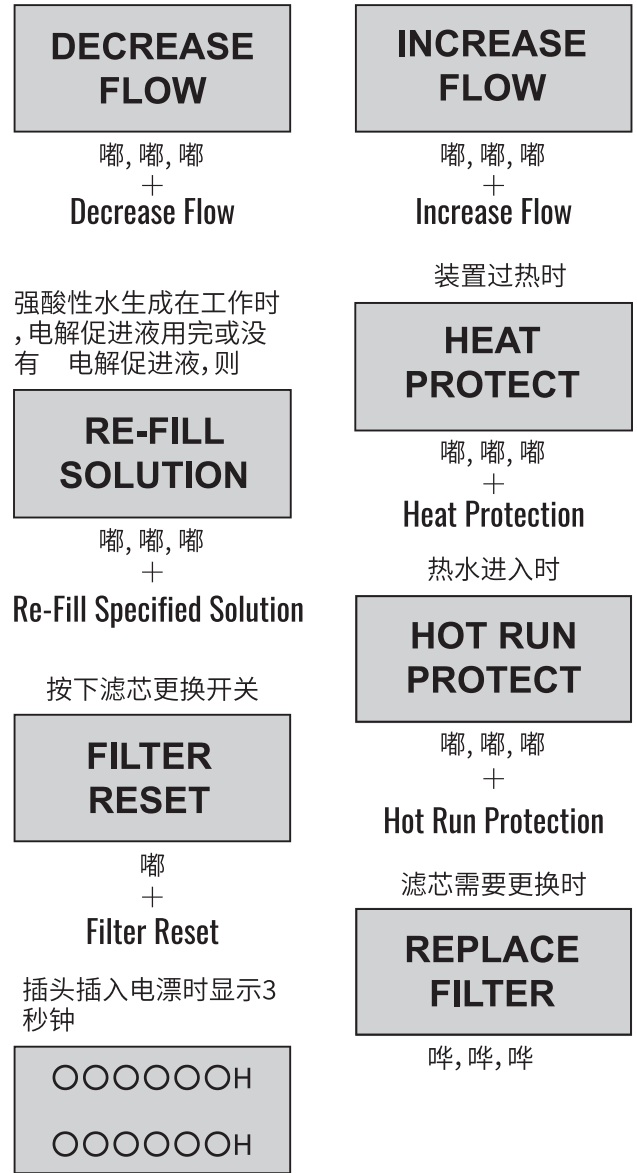 DECREASE
FLOW
嘟, 嘟, 嘟
+
Decrease Flow
强酸性水生成在工作时
,电解促进液用完或没
有 电解促进液,则
RE-FILL
SOLUTION
嘟, 嘟, 嘟
+
Re-Fill Specified Solution
按下滤芯更换开关
FILTER
RESET
嘟
+
Filter Reset
插头插入电漂时显示3
秒钟
〇〇〇〇〇〇H
〇〇〇〇〇〇H
INCREASE
FLOW
嘟, 嘟, 嘟
+
Increase Flow
装置过热时
HEAT
PROTECT
嘟, 嘟, 嘟
+
Heat Protection
热水进入时
HOT RUN
PROTECT
嘟, 嘟, 嘟
+
Hot Run Protection
滤芯需要更换时
REPLACE
FILTER
哗, 哗, 哗